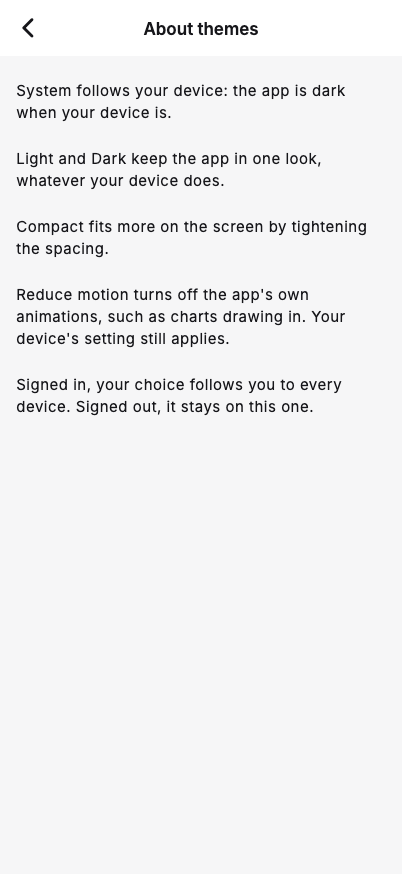 About themes
System follows your device: the app is dark
when your device is.
Light and Dark keep the app in one look,
whatever your device does.
Compact fits more on the screen by tightening
the spacing.
Reduce motion turns off the app's own
animations, such as charts drawing in. Your
device's setting still applies.
Signed in, your choice follows you to every
device. Signed out, it stays on this one.